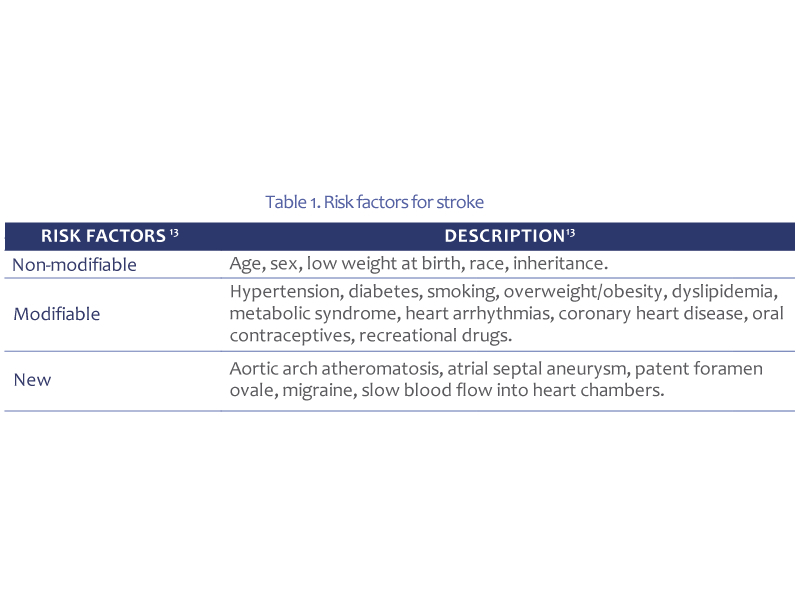 Table 1. Risk factors for stroke
RISK FACTORS ¹³ DESCRIPTION¹³
Non-modifiable Age, sex, low weight at birth, race, inheritance.
Modifiable Hypertension, diabetes, smoking, overweight/obesity, dyslipidemia,
metabolic syndrome, heart arrhythmias, coronary heart disease, oral
contraceptives, recreational drugs.
New Aortic arch atheromatosis, atrial septal aneurysm, patent foramen
ovale, migraine, slow blood flow into heart chambers.